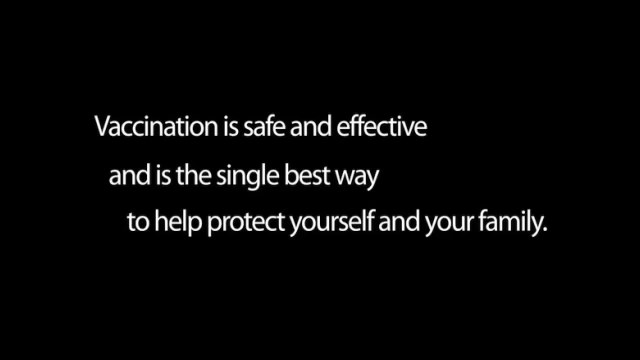 Vaccination is safe and effective
and is the single best way
to help protect yourself and your family.